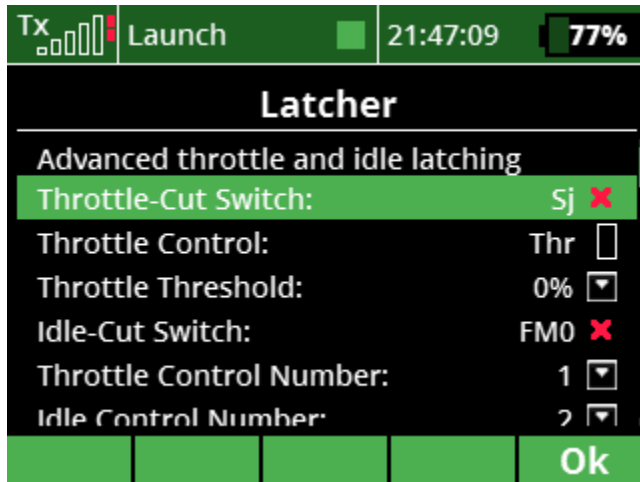 Tx Launch 21:47:09 77%
Latcher
Advanced throttle and idle latching
Throttle-Cut Switch: Sj
Throttle Control: Thr
Throttle Threshold: 0%
Idle-Cut Switch: FM0
Throttle Control Number: 1
Idle Control Number: 2
Ok